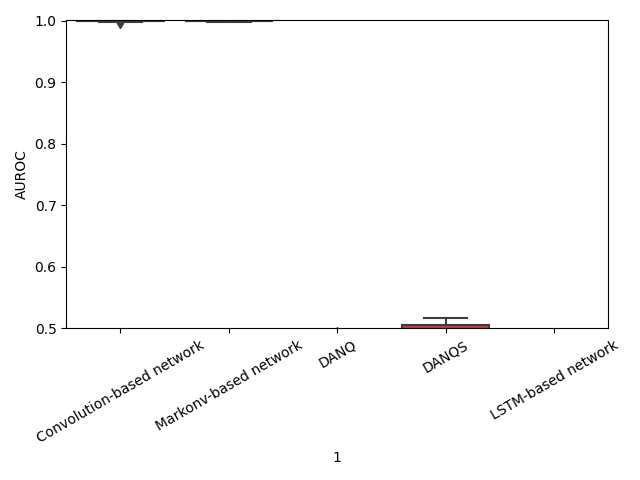 1.0
0.9
0.8
0.7
0.6
0.5
AUROC
Convolution-based network
Markonv-based network
DANQ
DANQS
LSTM-based network
1